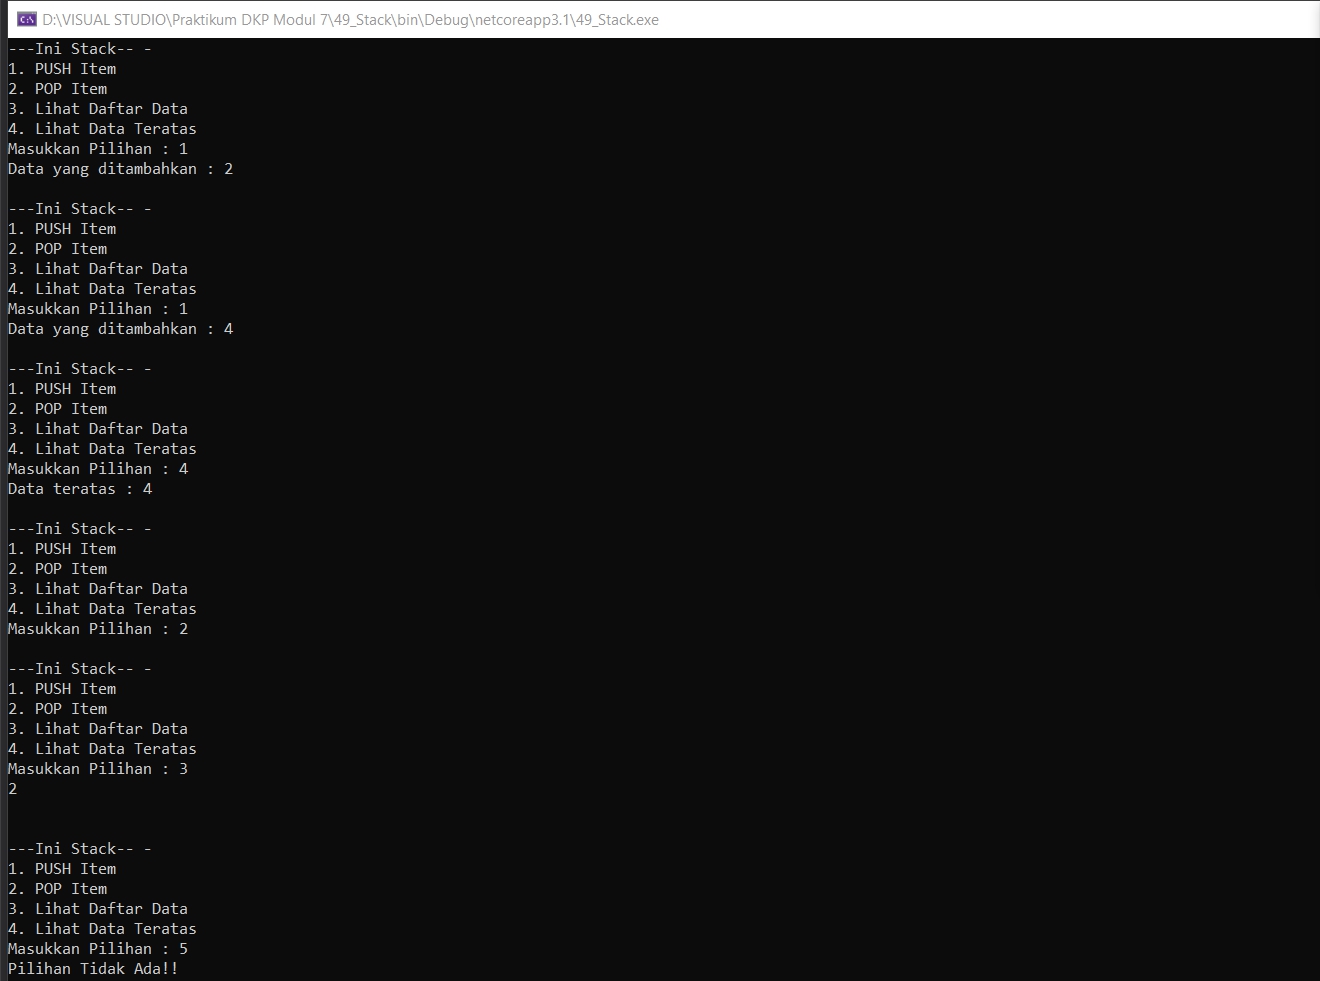 D:\VISUAL STUDIO\Praktikum DKP Modul 7\49_Stack\bin\Debug\netcoreapp3.1\49_Stack.exe
---Ini Stack-- -
1. PUSH Item
2. POP Item
3. Lihat Daftar Data
4. Lihat Data Teratas
Masukkan Pilihan : 1
Data yang ditambahkan : 2
---Ini Stack-- -
1. PUSH Item
2. POP Item
3. Lihat Daftar Data
4. Lihat Data Teratas
Masukkan Pilihan : 1
Data yang ditambahkan : 4
---Ini Stack-- -
1. PUSH Item
2. POP Item
3. Lihat Daftar Data
4. Lihat Data Teratas
Masukkan Pilihan : 4
Data teratas : 4
---Ini Stack-- -
1. PUSH Item
2. POP Item
3. Lihat Daftar Data
4. Lihat Data Teratas
Masukkan Pilihan : 2
---Ini Stack-- -
1. PUSH Item
2. POP Item
3. Lihat Daftar Data
4. Lihat Data Teratas
Masukkan Pilihan : 3
2
---Ini Stack-- -
1. PUSH Item
2. POP Item
3. Lihat Daftar Data
4. Lihat Data Teratas
Masukkan Pilihan : 5
Pilihan Tidak Ada!!